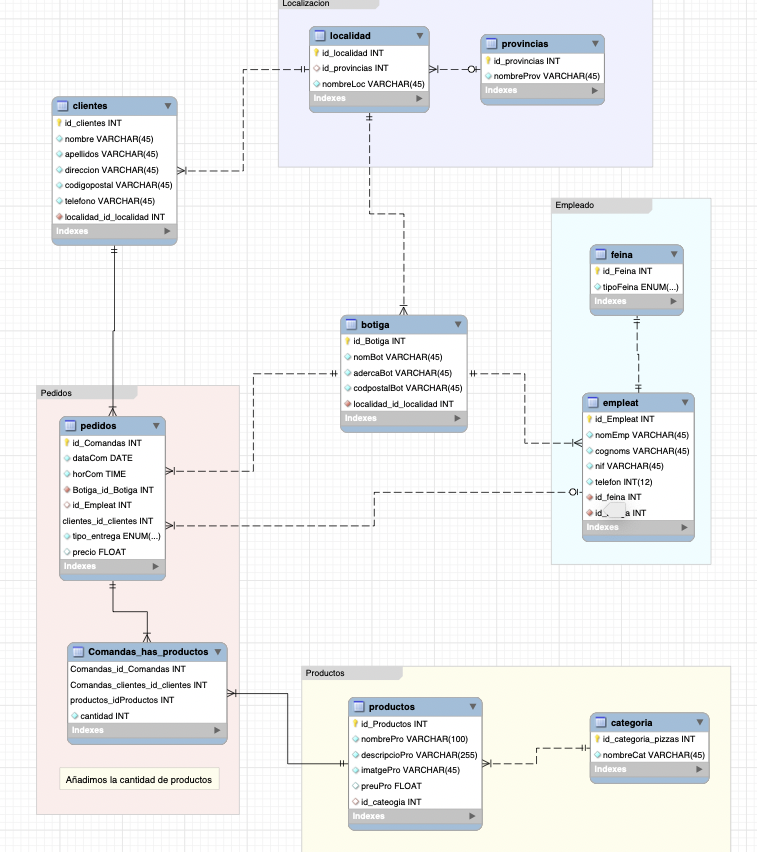 Localizacion
localidad
id_localidad INT
id_provincias INT
nombreLoc VARCHAR(45)
Indexes
provincias
id_provincias INT
nombreProv VARCHAR(45)
Indexes
clientes
id_clientes INT
nombre VARCHAR(45)
apellidos VARCHAR(45)
direccion VARCHAR(45)
codigopostal VARCHAR(45)
telefono VARCHAR(45)
localidad_id_localidad INT
Indexes
Empleado
feina
id_Feina INT
tipoFeina ENUM(...)
Indexes
botiga
id_Botiga INT
nomBot VARCHAR(45)
adercaBot VARCHAR(45)
codpostalBot VARCHAR(45)
localidad_id_localidad INT
Indexes
empleat
id_Empleat INT
nomEmp VARCHAR(45)
cognoms VARCHAR(45)
nif VARCHAR(45)
telefon INT(12)
id_feina INT
INT
Indexes
Pedidos
pedidos
id_Comandas INT
dataCom DATE
horCom TIME
Botiga_id_Botiga INT
id_Empleat INT
clientes_id_clientes INT
tipo_entrega ENUM(...)
precio FLOAT
Indexes
Comandas_has_productos
Comandas_id_Comandas INT
Comandas_clientes_id_clientes INT
productos_idProductos INT
cantidad INT
Indexes
Añadimos la cantidad de productos
Productos
productos
id_Productos INT
nombrePro VARCHAR(100)
descripcioPro VARCHAR(255)
imatgePro VARCHAR(45)
preuPro FLOAT
id_cateogia INT
Indexes
categoria
id_categoria_pizzas INT
nombreCat VARCHAR(45)
Indexes